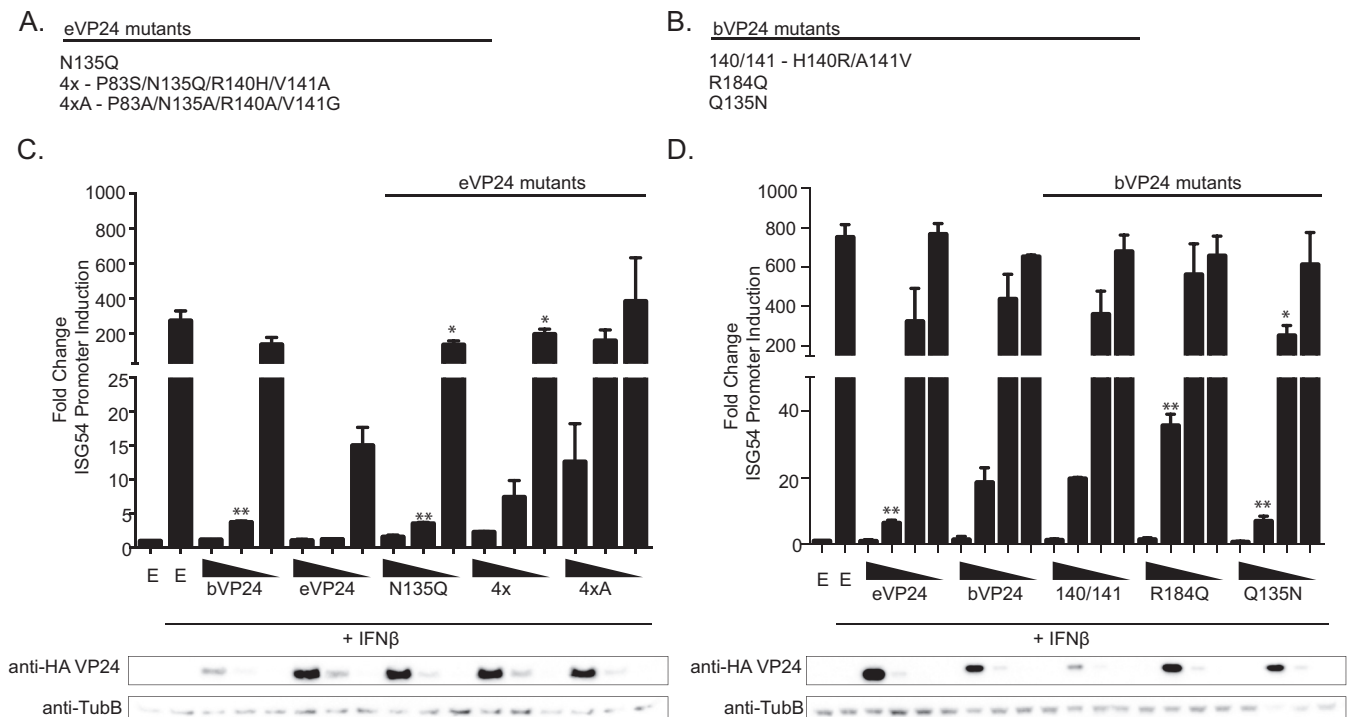 A.
eVP24 mutants
N135Q
4x - P83S/N135Q/R140H/V141A
4xA - P83A/N135A/R140A/V141G
B.
bVP24 mutants
140/141 - H140R/A141V
R184Q
Q135N
C.
eVP24 mutants
Fold Change
ISG54 Promoter Induction
1000
800
600
400
200
25
20
15
10
5
0
** * ** *
E E bVP24 eVP24 N135Q 4x 4xA
+ IFNβ
anti-HA VP24
anti-TubB
D.
bVP24 mutants
Fold Change
ISG54 Promoter Induction
1000
800
600
400
200
40
20
0
** ** ** *
E E eVP24 bVP24 140/141 R184Q Q135N
+ IFNβ
anti-HA VP24
anti-TubB